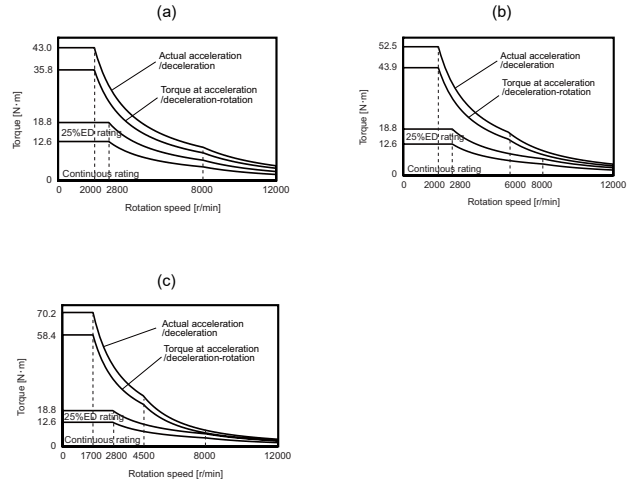 (a)
43.0
35.8
18.8
12.6
0
Torque [N·m]
Actual acceleration
/deceleration
Torque at acceleration
/deceleration-rotation
25%ED rating
Continuous rating
0 2000 2800 8000 12000
Rotation speed [r/min]
(b)
52.5
43.9
18.8
12.6
0
Torque [N·m]
Actual acceleration
/deceleration
Torque at acceleration
/deceleration-rotation
25%ED rating
Continuous rating
0 2000 2800 6000 8000 12000
Rotation speed [r/min]
(c)
70.2
58.4
18.8
12.6
0
Torque [N·m]
Actual acceleration
/deceleration
Torque at acceleration
/deceleration-rotation
25%ED rating
Continuous rating
0 1700 2800 4500 8000 12000
Rotation speed [r/min]